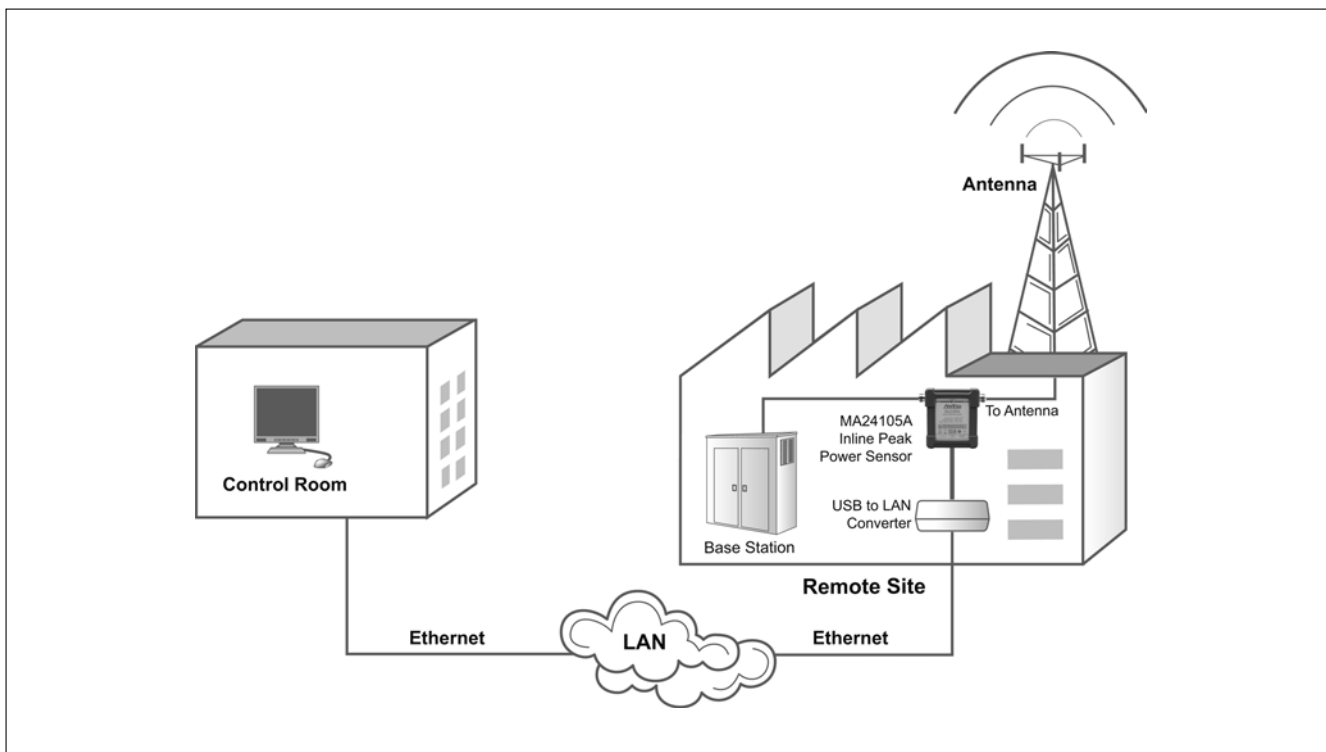 Antenna
MA24105A
Inline Peak
Power Sensor
To Antenna
Control Room
USB to LAN
Converter
Base Station
Remote Site
Ethernet
LAN
Ethernet